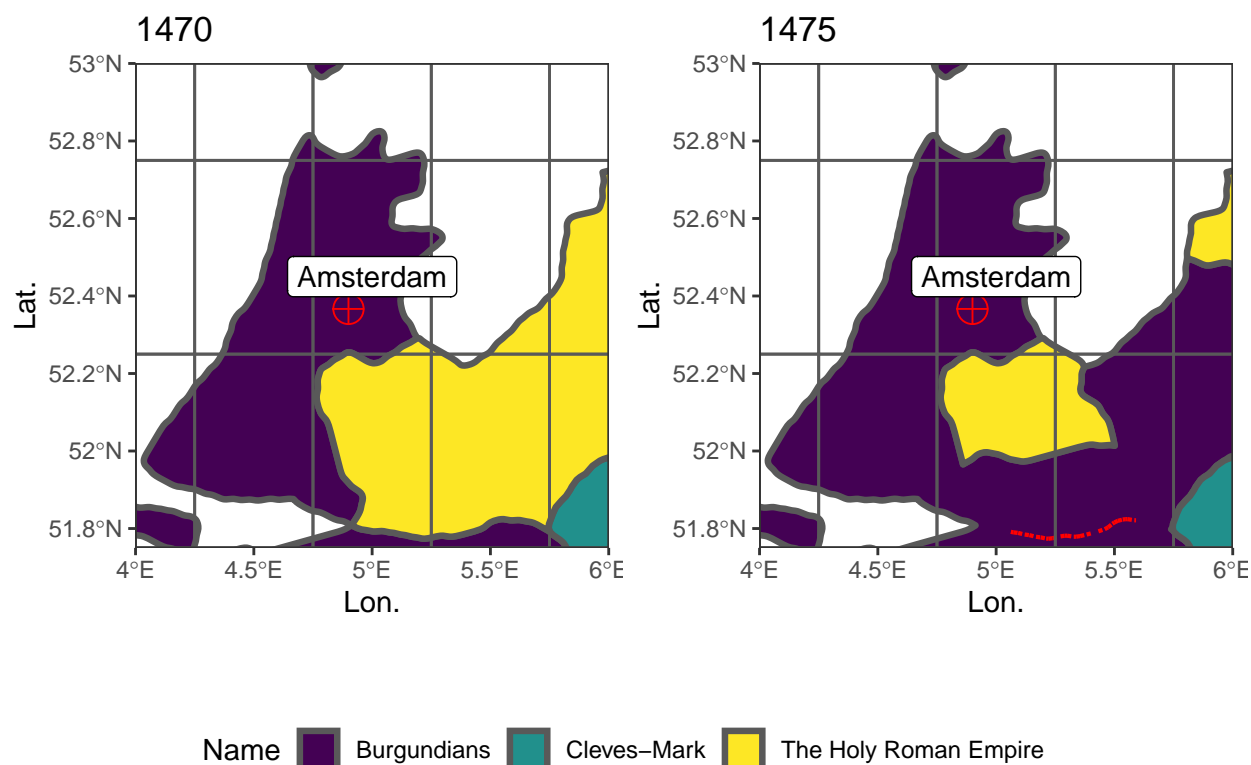 1470
53°N
52.8°N
52.6°N
52.4°N
52.2°N
52°N
51.8°N
Lat.
Amsterdam
4°E 4.5°E 5°E 5.5°E 6°E
Lon.
1475
53°N
52.8°N
52.6°N
52.4°N
52.2°N
52°N
51.8°N
Lat.
Amsterdam
4°E 4.5°E 5°E 5.5°E 6°E
Lon.
Name Burgundians Cleves−Mark The Holy Roman Empire